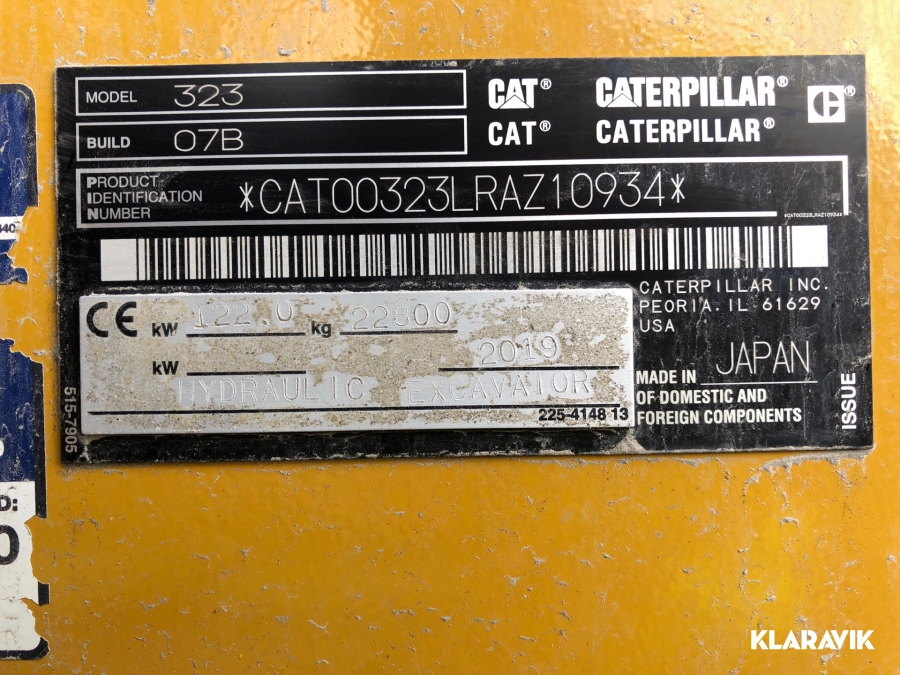 MODEL 323
CAT® CATERPILLAR®
BUILD 07B
CAT® CATERPILLAR®
PRODUCT IDENTIFICATION NUMBER *CAT00323LRAZ10934*
*CAT00323LRAZ10934*
CE kW 122.0 kg 22800
kW 2019
HYDRAULIC EXCAVATOR
225-4148 13
CATERPILLAR INC.
PEORIA. IL 61629
USA
MADE IN JAPAN
OF DOMESTIC AND
FOREIGN COMPONENTS
ISSUE
515-7905
D:
0
KLARAVIK